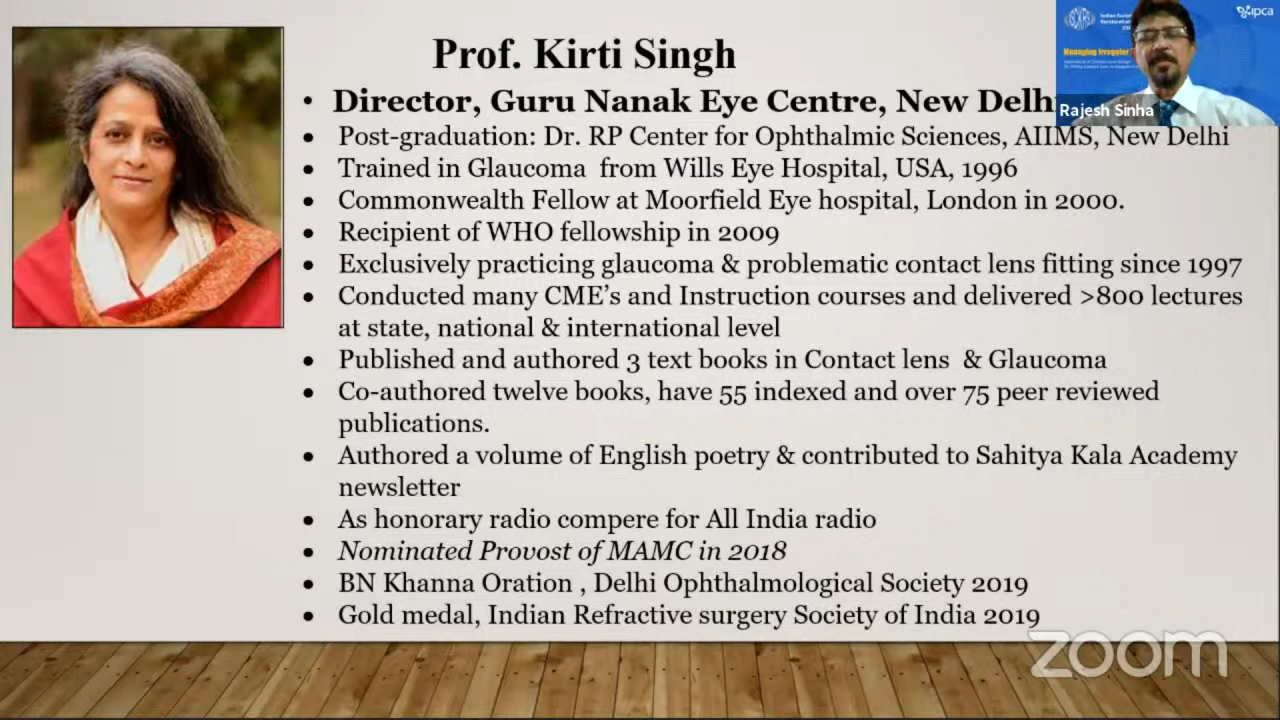 Prof. Kirti Singh
• Director, Guru Nanak Eye Centre, New Delh
• Post-graduation: Dr. RP Center for Ophthalmic Sciences, AIIMS, New Delhi
• Trained in Glaucoma from Wills Eye Hospital, USA, 1996
• Commonwealth Fellow at Moorfield Eye hospital, London in 2000.
• Recipient of WHO fellowship in 2009
• Exclusively practicing glaucoma & problematic contact lens fitting since 1997
• Conducted many CME's and Instruction courses and delivered >800 lectures
at state, national & international level
• Published and authored 3 text books in Contact lens & Glaucoma
• Co-authored twelve books, have 55 indexed and over 75 peer reviewed
publications.
• Authored a volume of English poetry & contributed to Sahitya Kala Academy
newsletter
• As honorary radio compere for All India radio
• Nominated Provost of MAMC in 2018
• BN Khanna Oration , Delhi Ophthalmological Society 2019
• Gold medal, Indian Refractive surgery Society of India 2019
ipca
Managing Irregular
Rajesh Sinha
zoom